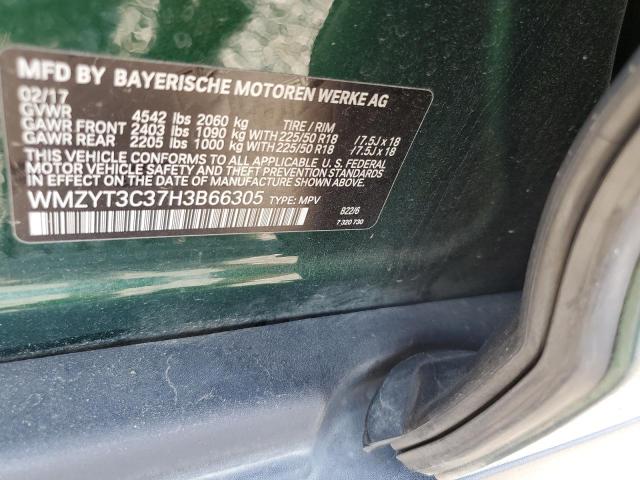 MFD BY BAYERISCHE MOTOREN WERKE AG
02/17
GVWR 4542 lbs 2060 kg TIRE / RIM
GAWR FRONT 2403 lbs 1090 kg WITH 225/50 R18 / 7.5J x 18
GAWR REAR 2205 lbs 1000 kg WITH 225/50 R18 / 7.5J x 18
THIS VEHICLE CONFORMS TO ALL APPLICABLE U. S. FEDERAL
MOTOR VEHICLE SAFETY AND THEFT PREVENTION STANDARDS
IN EFFECT ON THE DATE OF MANUFACTURE SHOWN ABOVE.
WMZYT3C37H3B66305 TYPE: MPV B22/6
7 320 730